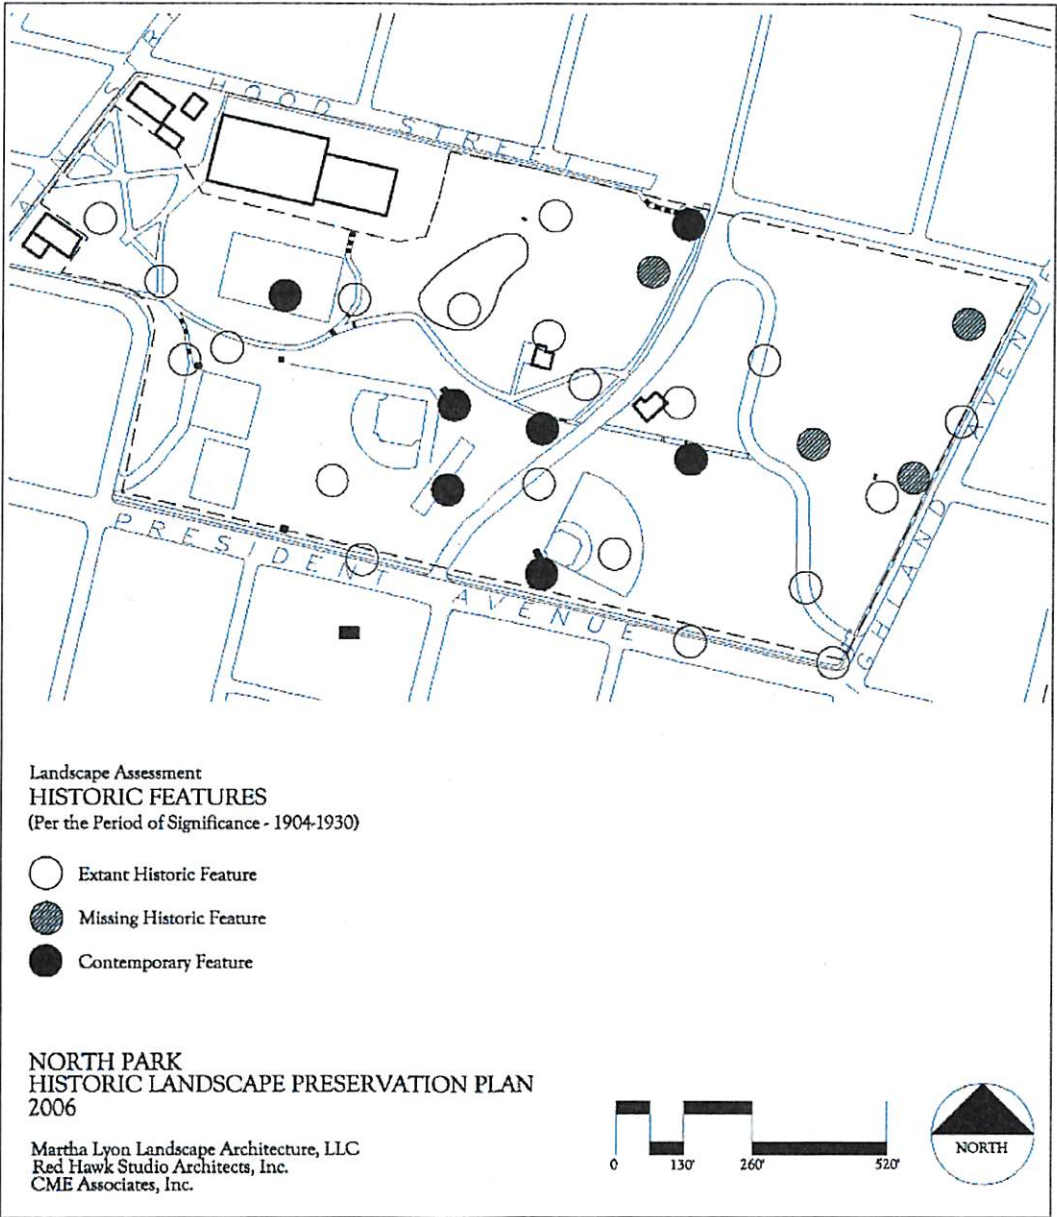 HOOD STREET
HIGHLAND AVENUE
PRESIDENT AVENUE
Landscape Assessment
HISTORIC FEATURES
(Per the Period of Significance - 1904-1930)
Extant Historic Feature
Missing Historic Feature
Contemporary Feature
NORTH PARK
HISTORIC LANDSCAPE PRESERVATION PLAN
2006
Martha Lyon Landscape Architecture, LLC
Red Hawk Studio Architects, Inc.
CME Associates, Inc.
0 130' 260' 520'
NORTH